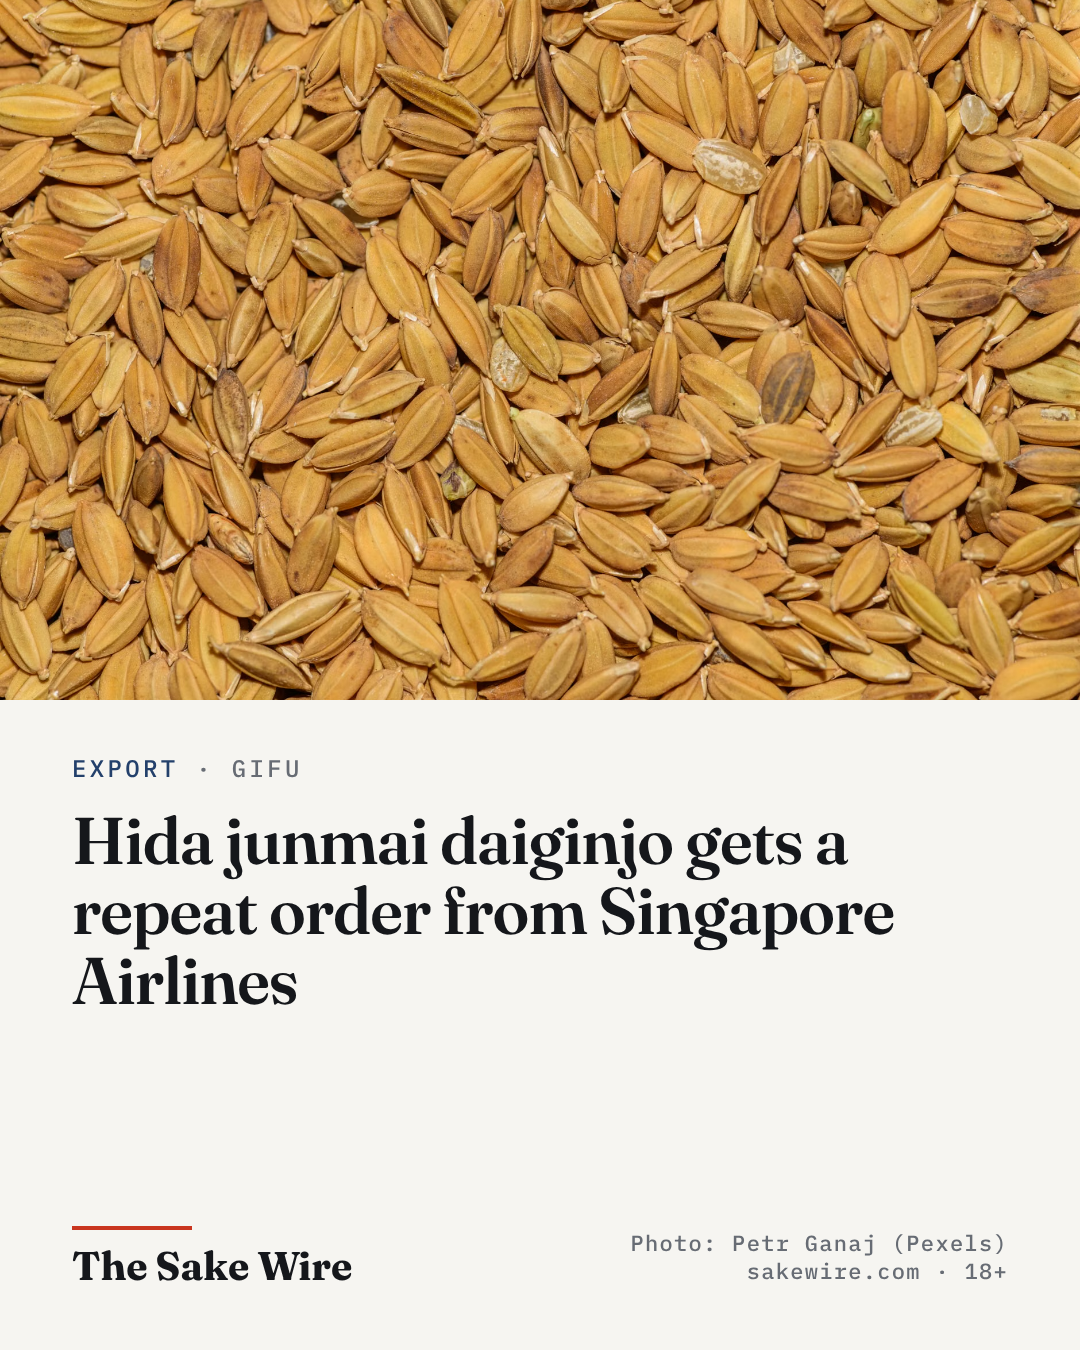 EXPORT · GIFU
Hida junmai daiginjo gets a
repeat order from Singapore
Airlines
The Sake Wire
Photo: Petr Ganaj (Pexels)
sakewire.com · 18+